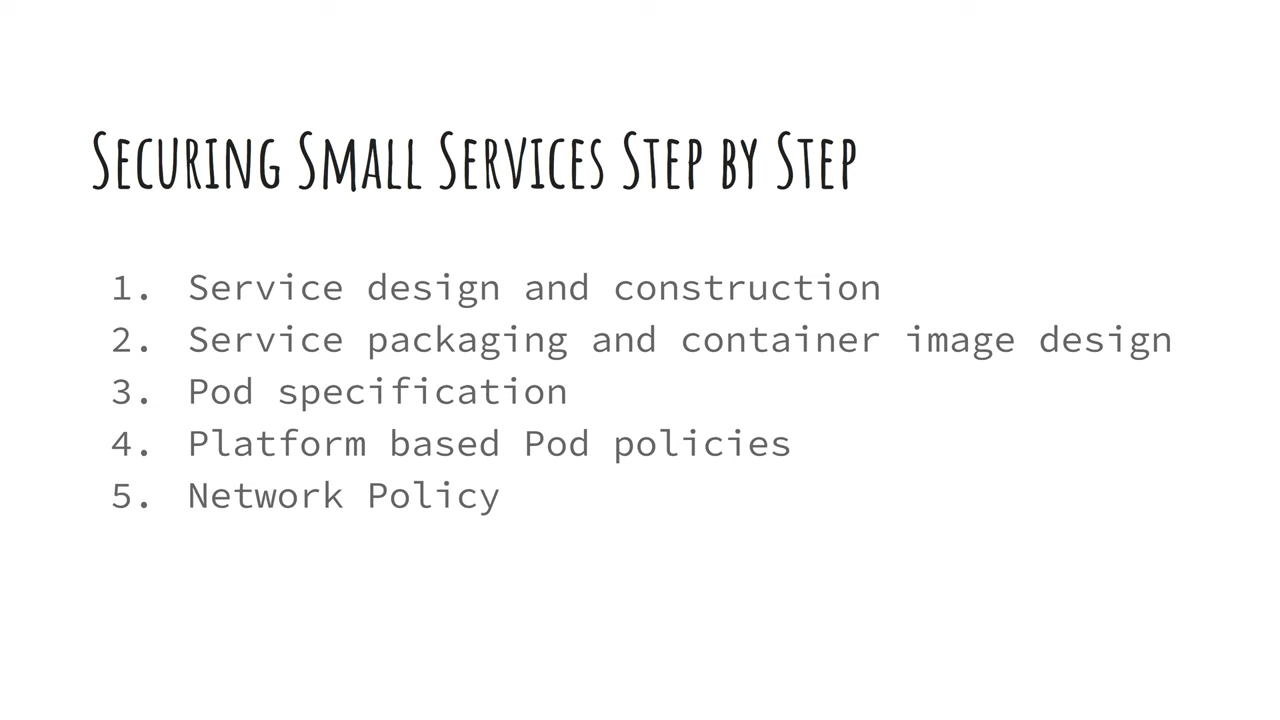 Securing Small Services Step by Step
1. Service design and construction
2. Service packaging and container image design
3. Pod specification
4. Platform based Pod policies
5. Network Policy